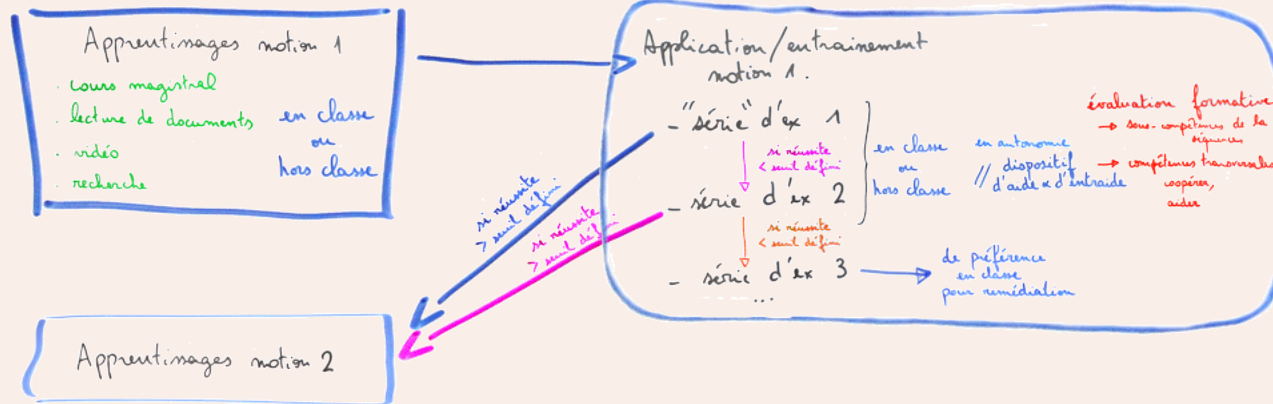 Apprentissages notion 1
. cours magistral
. lecture de documents
. vidéo
. recherche
en classe
ou
hors classe
Application/entrainement
notion 1.
- "série" d'ex 1
si réussite
< seuil défini
- série d'ex 2
si réussite
< seuil défini
- série d'ex 3
...
en classe
ou
hors classe
en autonomie
// dispositif
d'aide & d'entraide
évaluation formative
→ sous-compétences de la
séquence
→ compétences transversales
coopérer,
aider
de préférence
en classe
pour remédiation
si réussite
> seuil défini
si réussite
> seuil défini
Apprentissages notion 2